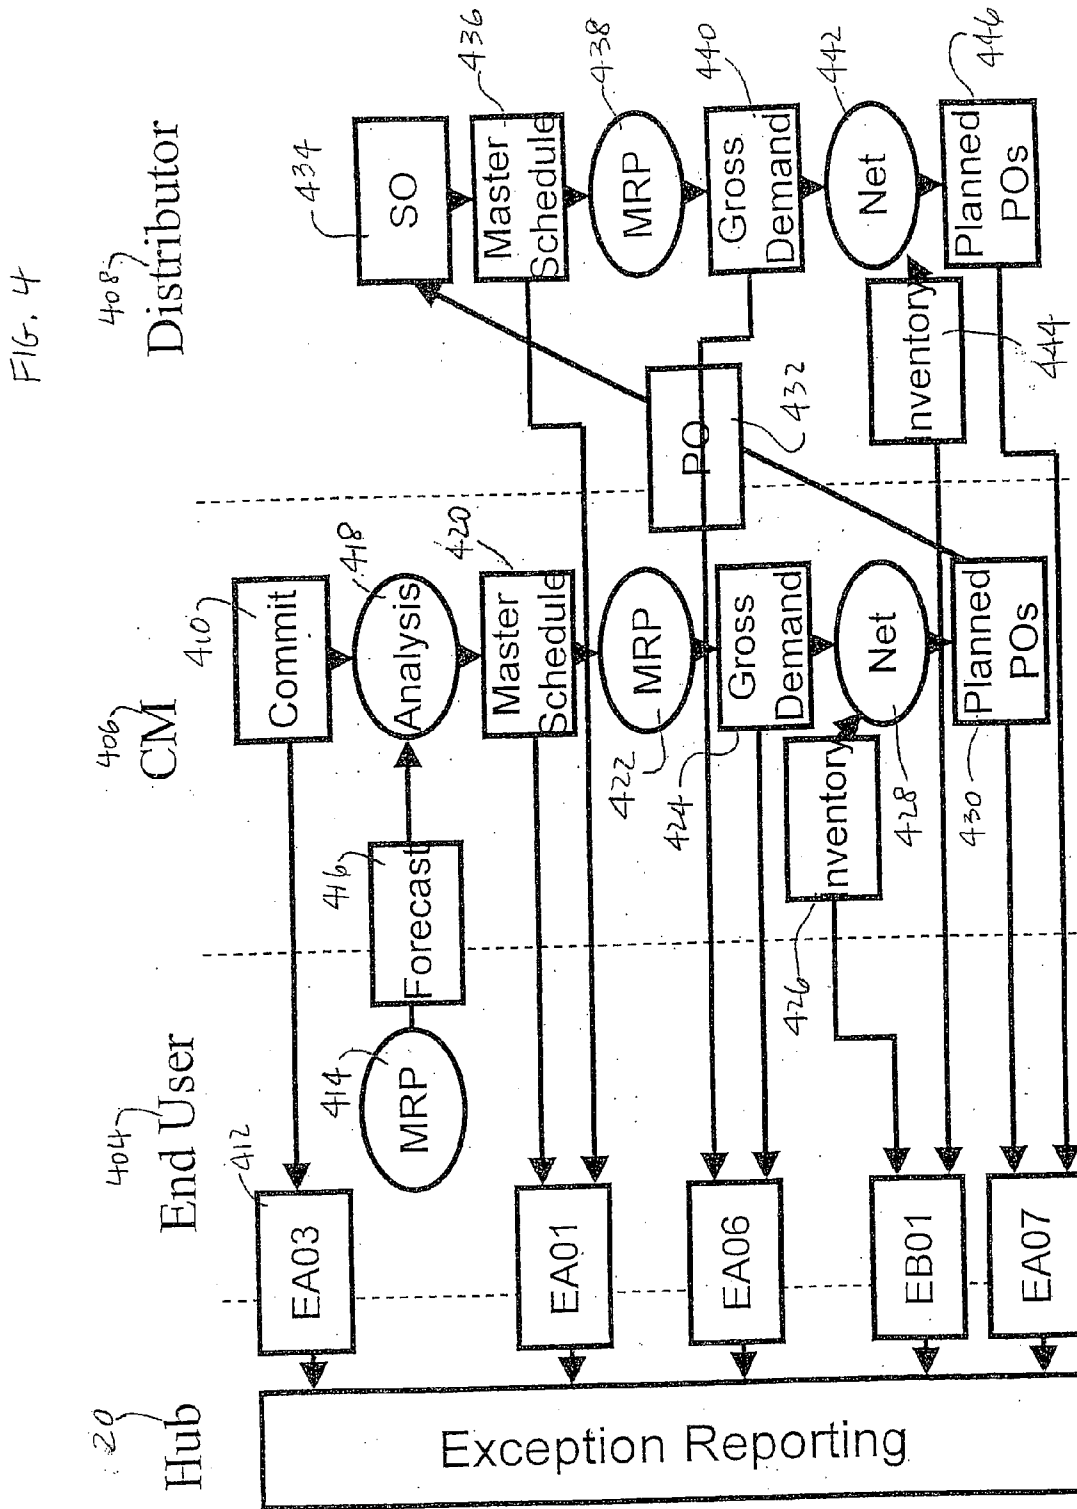 FIG. 4
20
Hub
404
End User
406
CM
408
Distributor
Exception Reporting
412
EA03
410
Commit
434
SO
414
MRP
416
Forecast
418
Analysis
EA01
420
Master
Schedule
436
Master
Schedule
422
MRP
438
MRP
EA06
424
Gross
Demand
PO
432
440
Gross
Demand
426
nventory
428
Net
EB01
nventory
444
442
Net
EA07
430
Planned
POs
446
Planned
POs